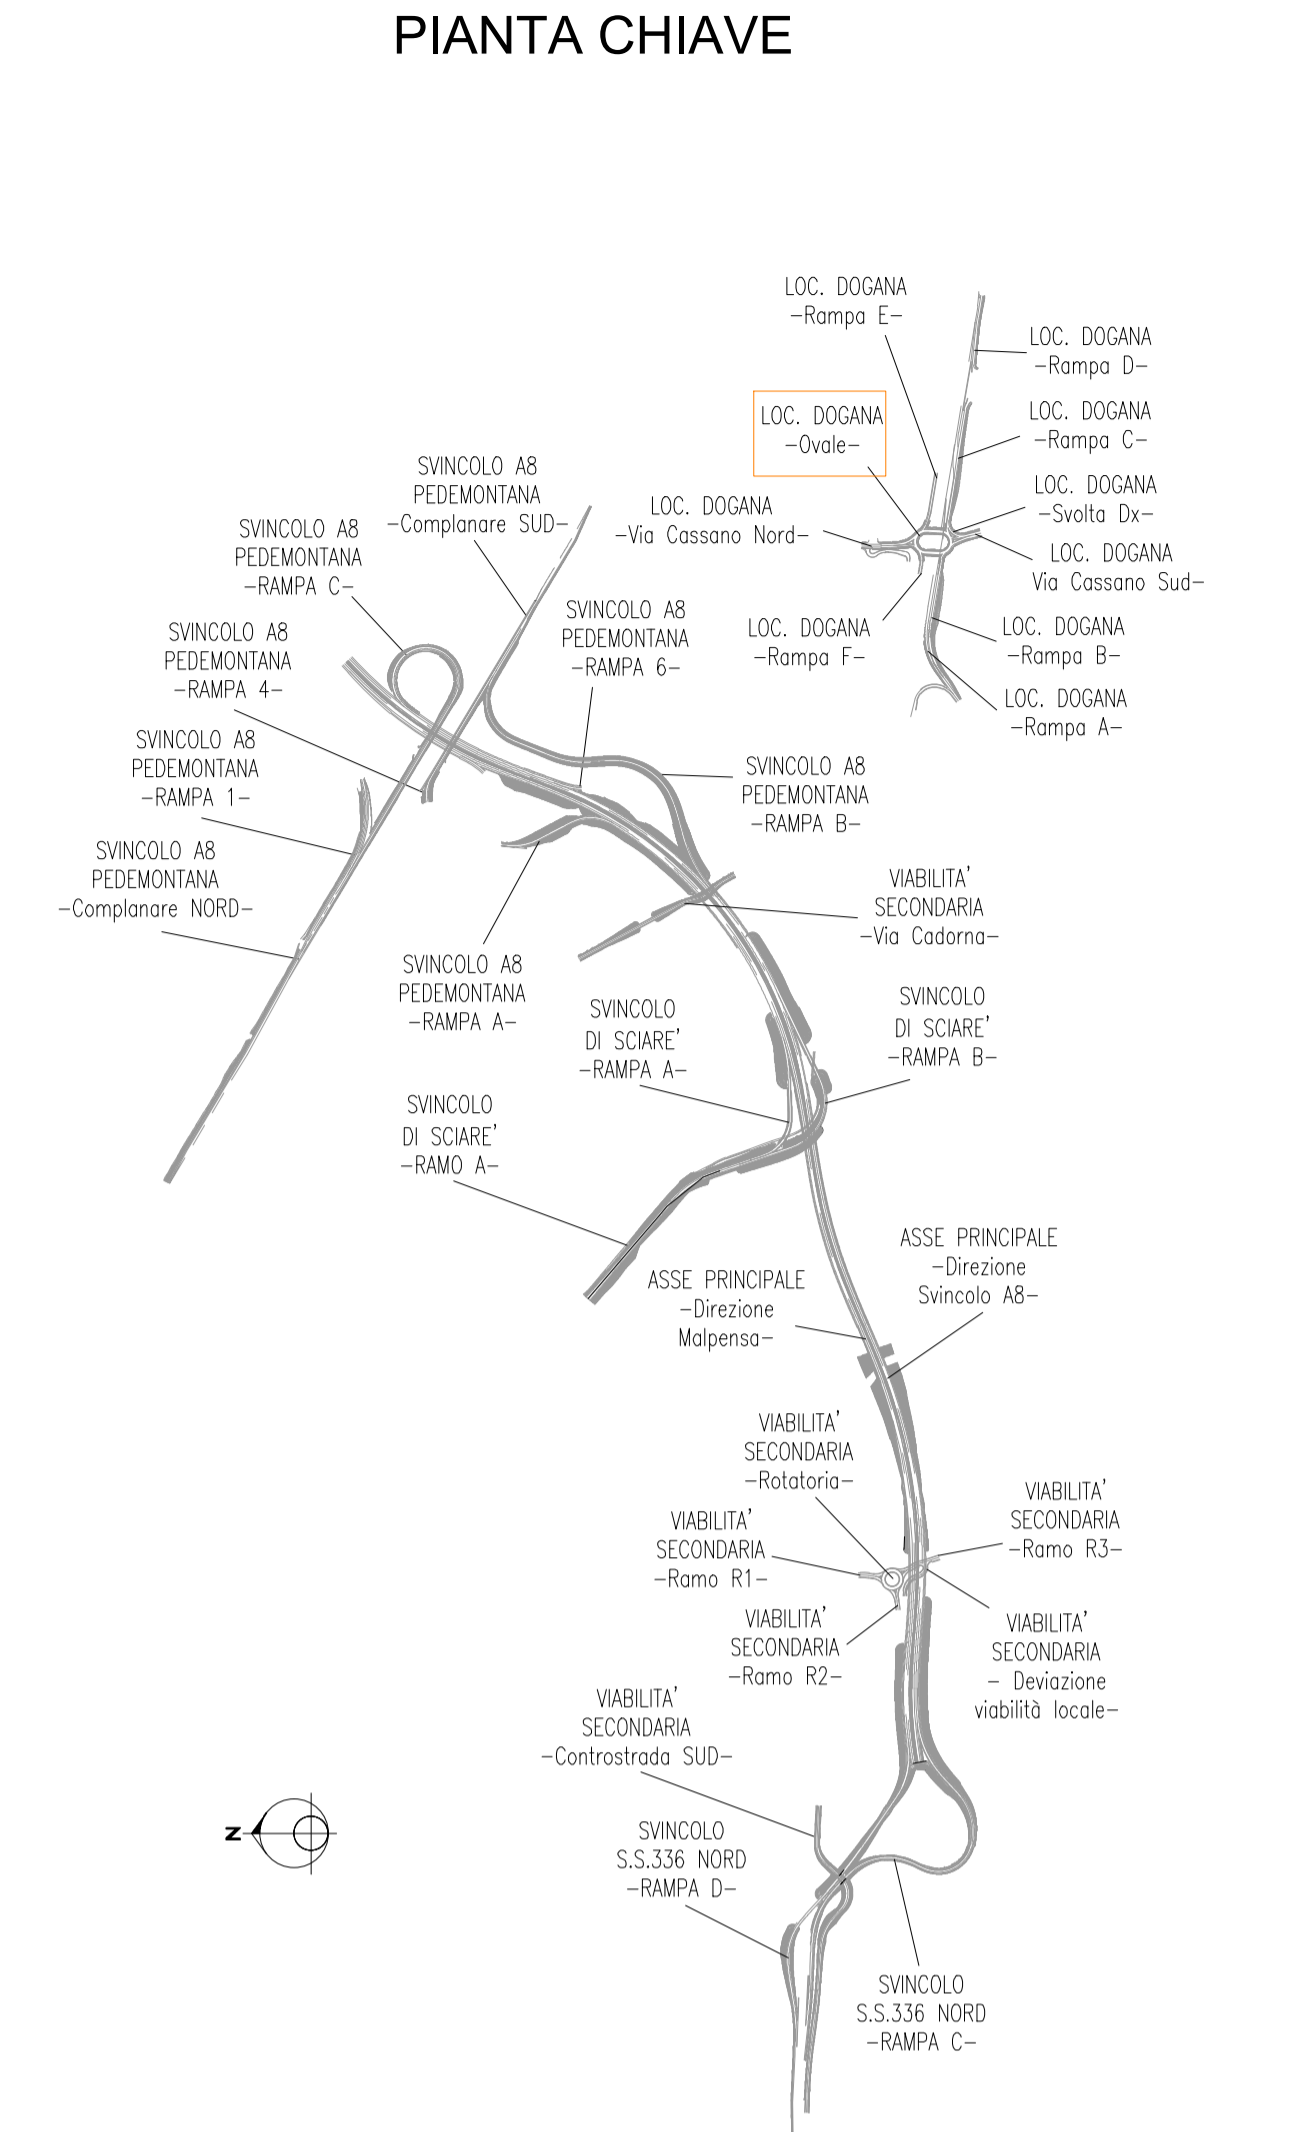 PIANTA CHIAVE
LOC. DOGANA
-Rampa E-
LOC. DOGANA
-Rampa D-
LOC. DOGANA
-Ovale-
LOC. DOGANA
-Rampa C-
SVINCOLO A8
PEDEMONTANA
-Complanare SUD-
LOC. DOGANA
-Svolta Dx-
LOC. DOGANA
-Via Cassano Nord-
SVINCOLO A8
PEDEMONTANA
-RAMPA C-
LOC. DOGANA
Via Cassano Sud-
SVINCOLO A8
PEDEMONTANA
-RAMPA 6-
LOC. DOGANA
-Rampa F-
LOC. DOGANA
-Rampa B-
SVINCOLO A8
PEDEMONTANA
-RAMPA 4-
LOC. DOGANA
-Rampa A-
SVINCOLO A8
PEDEMONTANA
-RAMPA 1-
SVINCOLO A8
PEDEMONTANA
-RAMPA B-
SVINCOLO A8
PEDEMONTANA
-Complanare NORD-
VIABILITA'
SECONDARIA
-Via Cadorna-
SVINCOLO A8
PEDEMONTANA
-RAMPA A-
SVINCOLO
DI SCIARE'
-RAMPA A-
SVINCOLO
DI SCIARE'
-RAMPA B-
SVINCOLO
DI SCIARE'
-RAMO A-
ASSE PRINCIPALE
-Direzione
Svincolo A8-
ASSE PRINCIPALE
-Direzione
Malpensa-
VIABILITA'
SECONDARIA
-Rotatoria-
VIABILITA'
SECONDARIA
-Ramo R3-
VIABILITA'
SECONDARIA
-Ramo R1-
VIABILITA'
SECONDARIA
-Ramo R2-
VIABILITA'
SECONDARIA
- Deviazione
viabilità locale-
VIABILITA'
SECONDARIA
-Controstrada SUD-
N
SVINCOLO
S.S.336 NORD
-RAMPA D-
SVINCOLO
S.S.336 NORD
-RAMPA C-